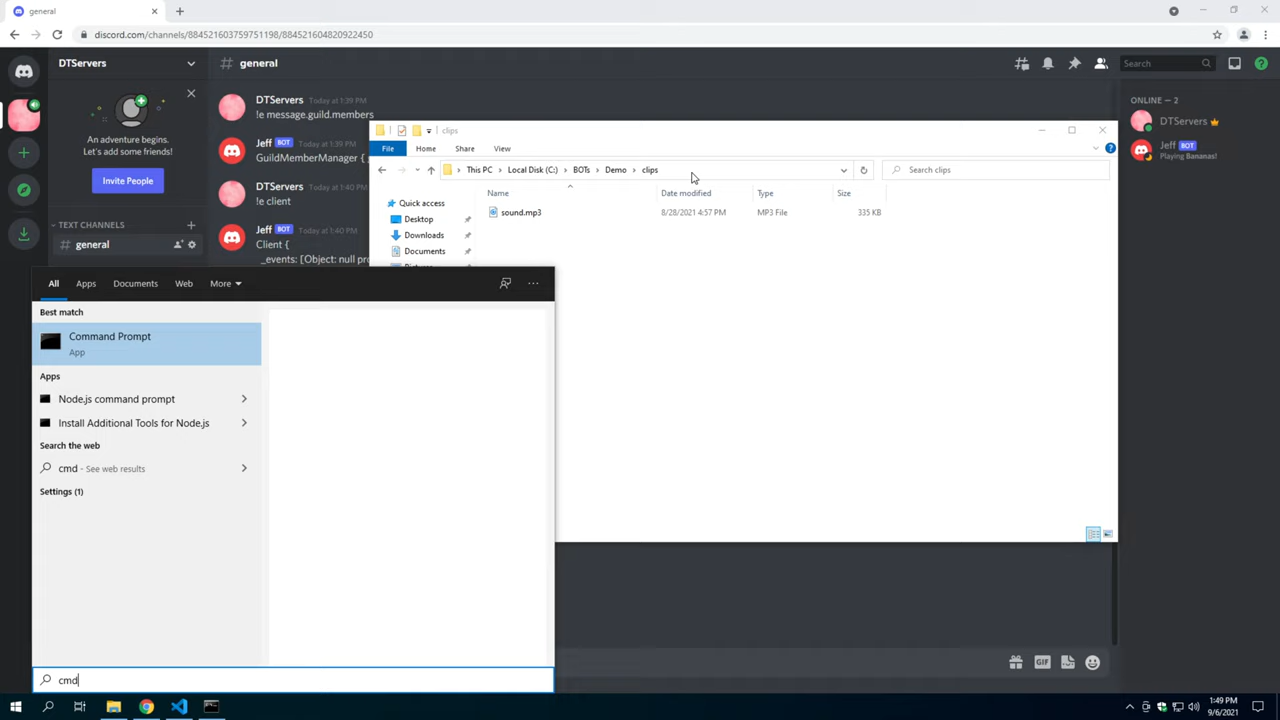 general
discord.com/channels/884521603759751198/884521604820922450
DTServers
An adventure begins.
Let's add some friends!
Invite People
TEXT CHANNELS
general
general
Search
DTServers Today at 1:39 PM
!e message.guild.members
Jeff BOT Today at 1:39 PM
GuildMemberManager {
DTServers Today at 1:40 PM
!e client
Jeff BOT Today at 1:40 PM
Client {
_events: [Object: null pro
ONLINE — 2
DTServers
Jeff BOT
Playing Bananas!
clips
File Home Share View
This PC Local Disk (C:) BOTs Demo clips
Search clips
Name Date modified Type Size
sound.mp3 8/28/2021 4:57 PM MP3 File 335 KB
Quick access
Desktop
Downloads
Documents
All Apps Documents Web More
Best match
Command Prompt
App
Apps
Node.js command prompt
Install Additional Tools for Node.js
Search the web
cmd - See web results
Settings (1)
cmd
GIF
1:49 PM
9/6/2021